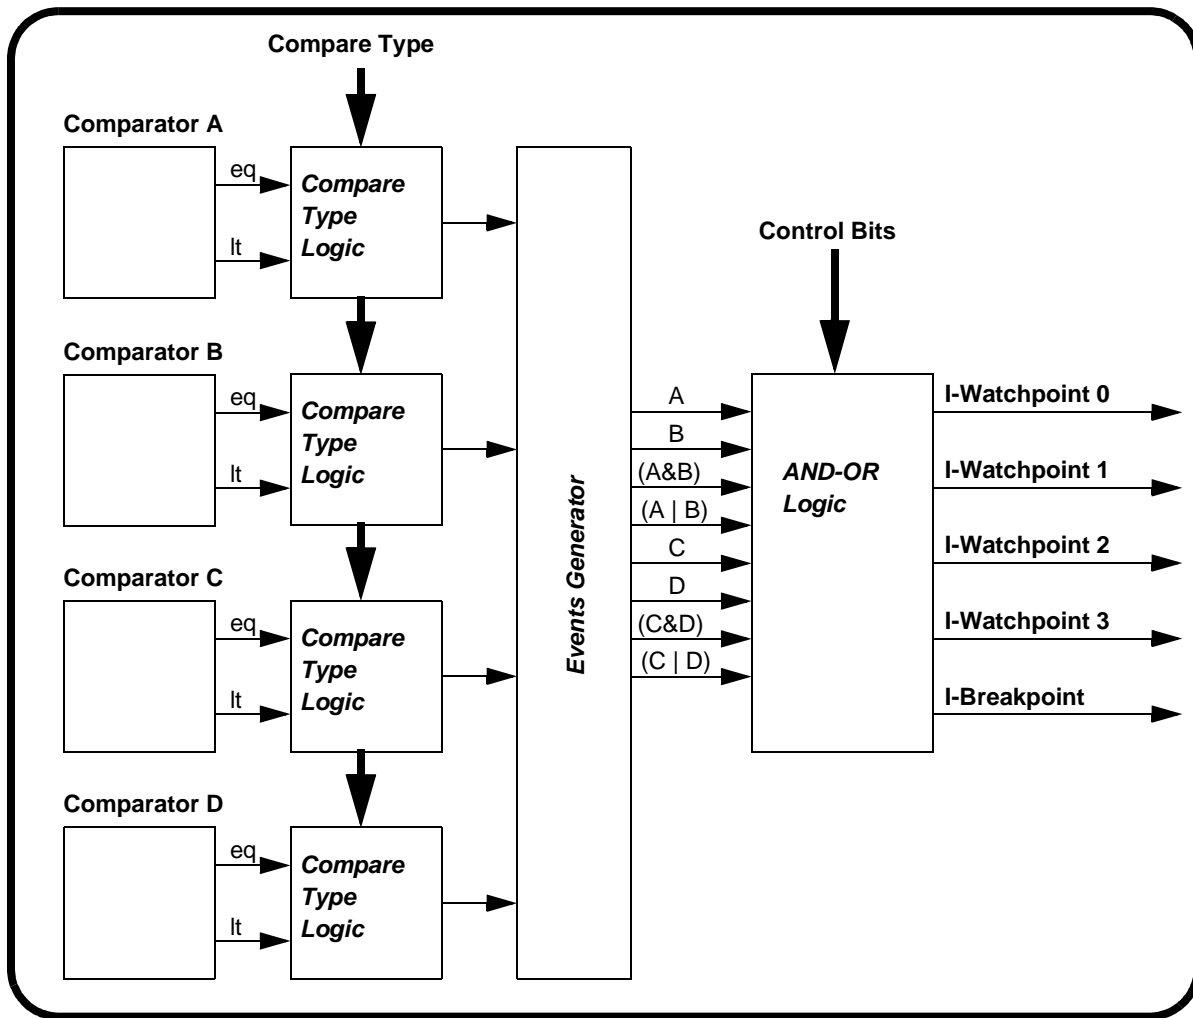 Compare Type
Comparator A
eq
lt
Compare
Type
Logic
Comparator B
eq
lt
Compare
Type
Logic
Comparator C
eq
lt
Compare
Type
Logic
Comparator D
eq
lt
Compare
Type
Logic
Events Generator
A
B
(A&B)
(A | B)
C
D
(C&D)
(C | D)
Control Bits
AND-OR
Logic
I-Watchpoint 0
I-Watchpoint 1
I-Watchpoint 2
I-Watchpoint 3
I-Breakpoint